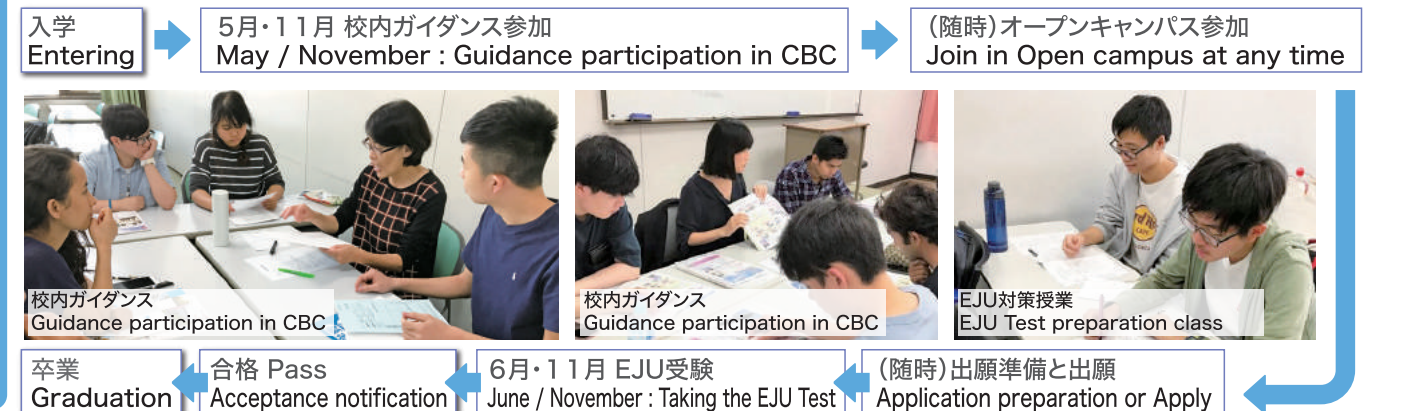 入学
Entering
5月・11月 校内ガイダンス参加
May / November : Guidance participation in CBC
（随時）オープンキャンパス参加
Join in Open campus at any time
校内ガイダンス
Guidance participation in CBC
校内ガイダンス
Guidance participation in CBC
EJU対策授業
EJU Test preparation class
（随時）出願準備と出願
Application preparation or Apply
6月・11月 EJU受験
June / November : Taking the EJU Test
合格 Pass
Acceptance notification
卒業
Graduation